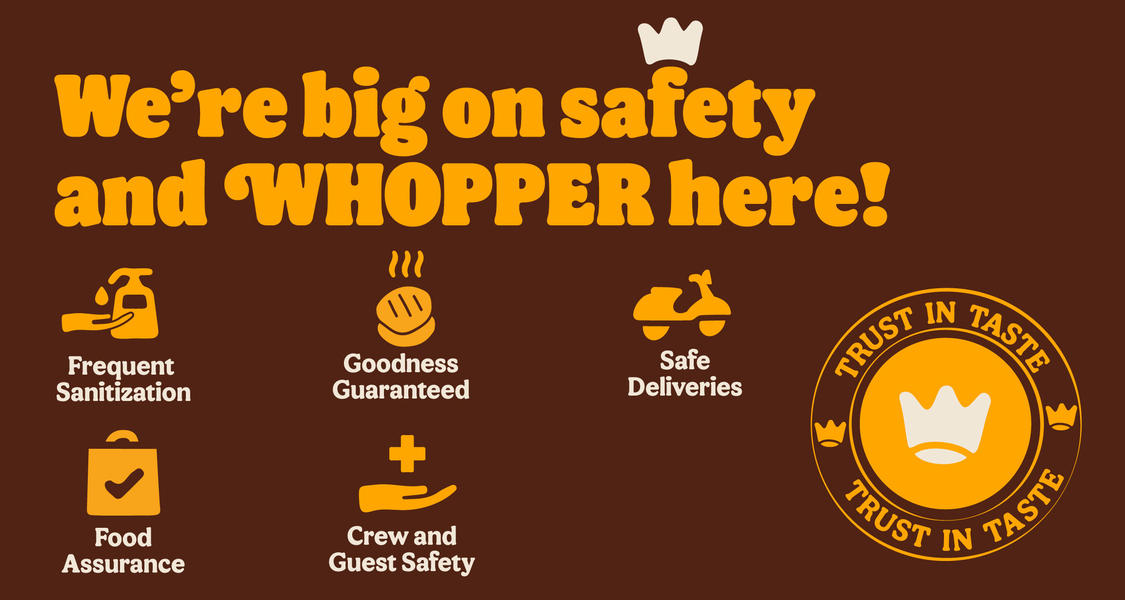 We're big on safety
and WHOPPER here!
Frequent
Sanitization
Goodness
Guaranteed
Safe
Deliveries
Food
Assurance
Crew and
Guest Safety
TRUST IN TASTE
TRUST IN TASTE